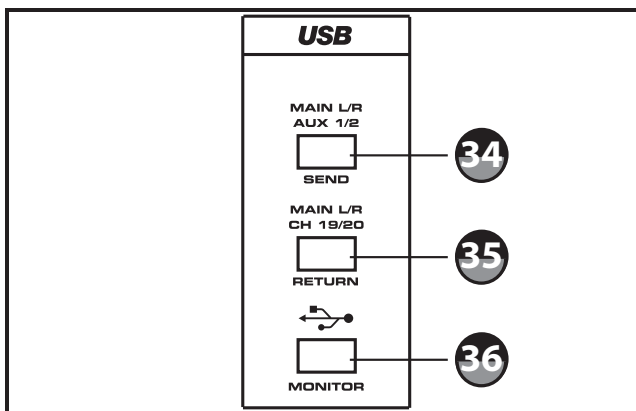 USB
MAIN L/R
AUX 1/2
34
SEND
MAIN L/R
CH 19/20
35
RETURN
36
MONITOR